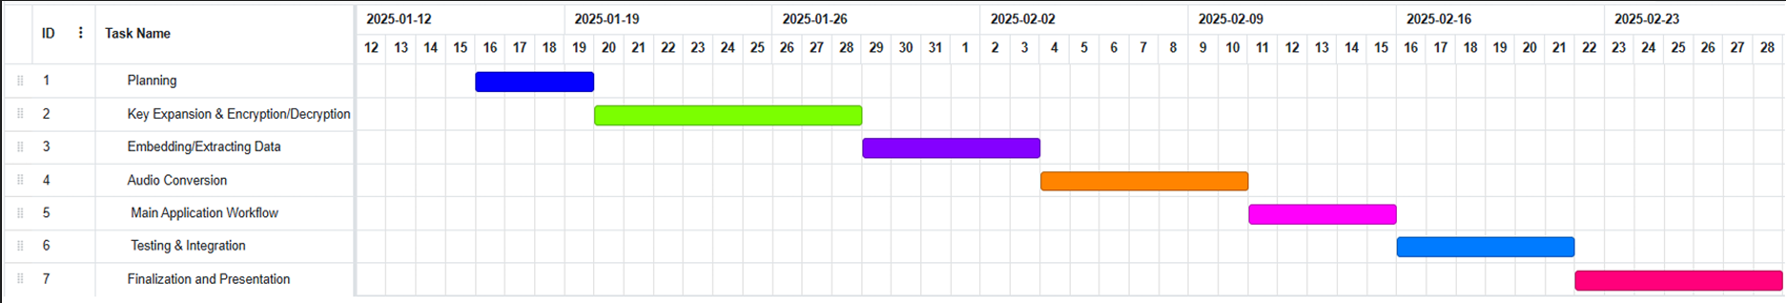 2025-01-12 2025-01-19 2025-01-26 2025-02-02 2025-02-09 2025-02-16 2025-02-23
ID Task Name
12 13 14 15 16 17 18 19 20 21 22 23 24 25 26 27 28 29 30 31 1 2 3 4 5 6 7 8 9 10 11 12 13 14 15 16 17 18 19 20 21 22 23 24 25 26 27 28
1 Planning
2 Key Expansion & Encryption/Decryption
3 Embedding/Extracting Data
4 Audio Conversion
5 Main Application Workflow
6 Testing & Integration
7 Finalization and Presentation